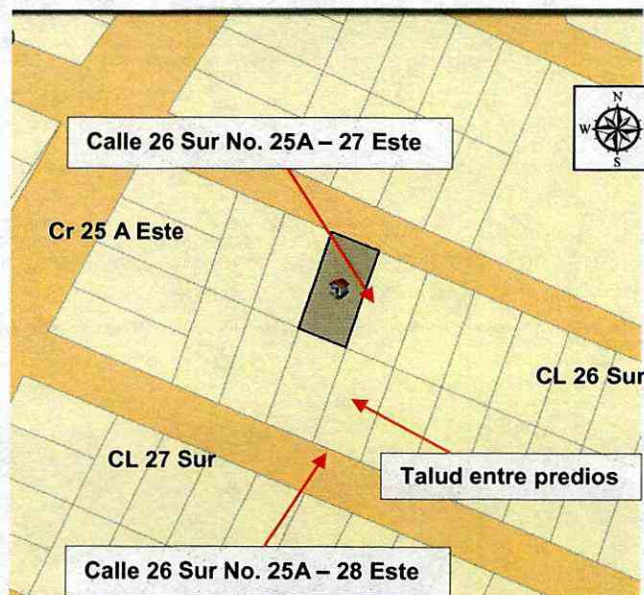 N
W
S
Calle 26 Sur No. 25A – 27 Este
Cr 25 A Este
CL 26 Sur
CL 27 Sur
Talud entre predios
Calle 26 Sur No. 25A – 28 Este